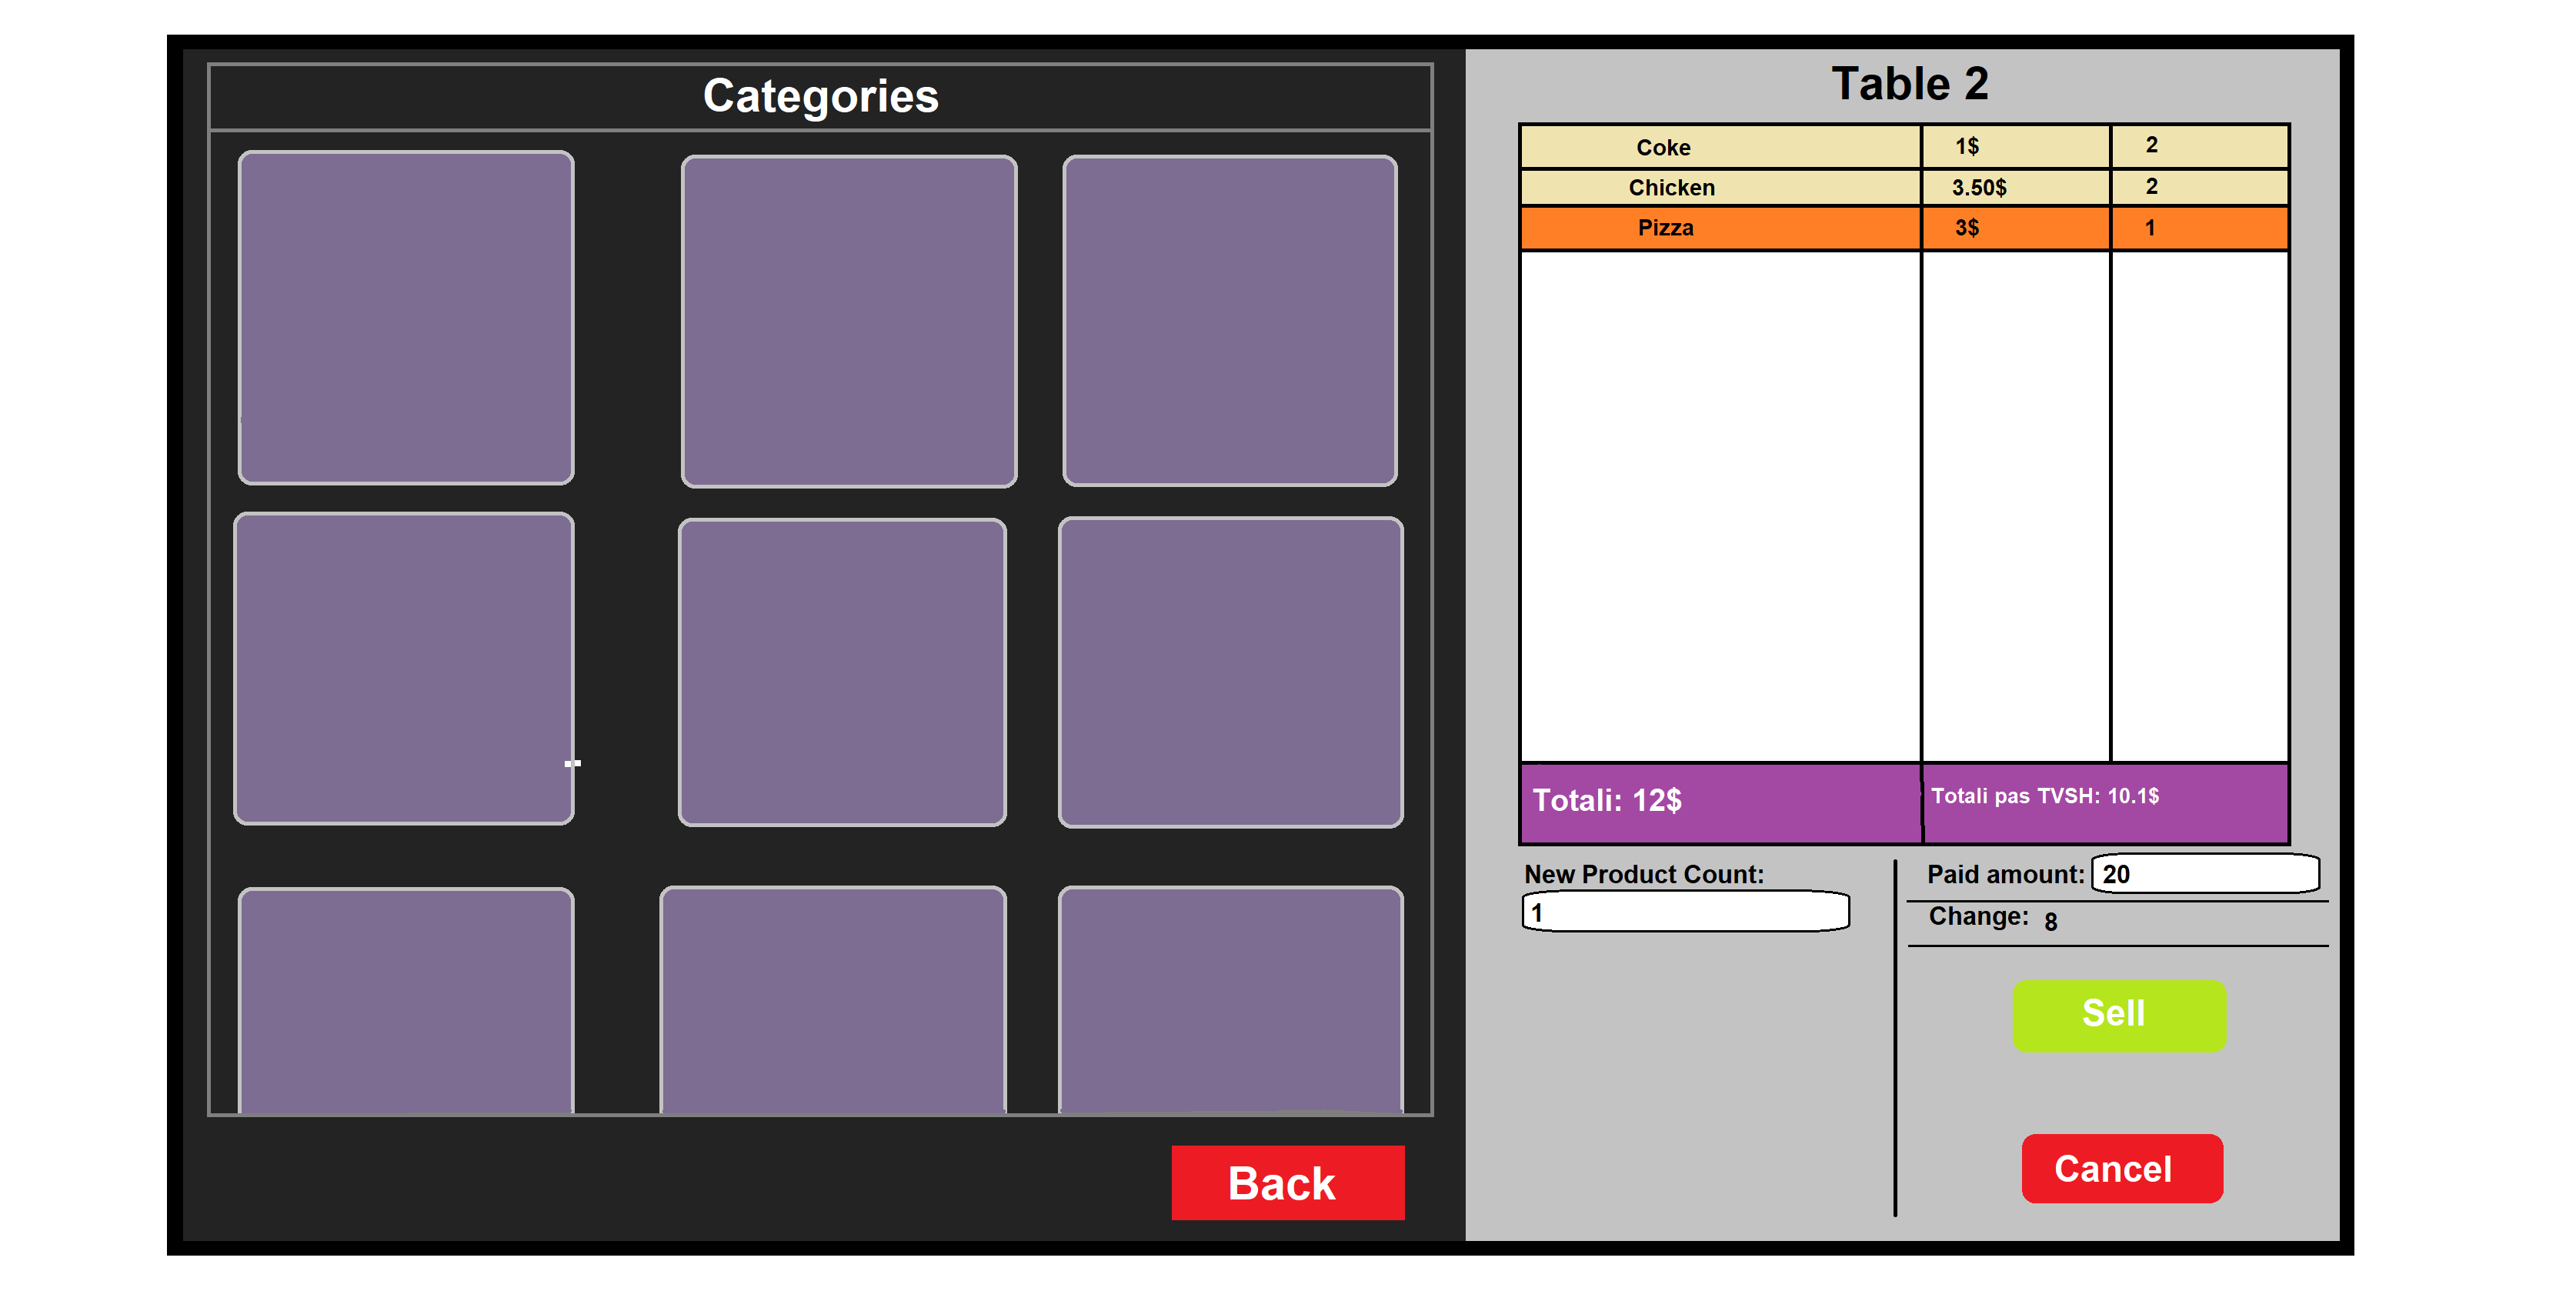 Categories
Back
Table 2
Coke 1$ 2
Chicken 3.50$ 2
Pizza 3$ 1
Totali: 12$ Totali pas TVSH: 10.1$
New Product Count:
1
Paid amount: 20
Change: 8
Sell
Cancel